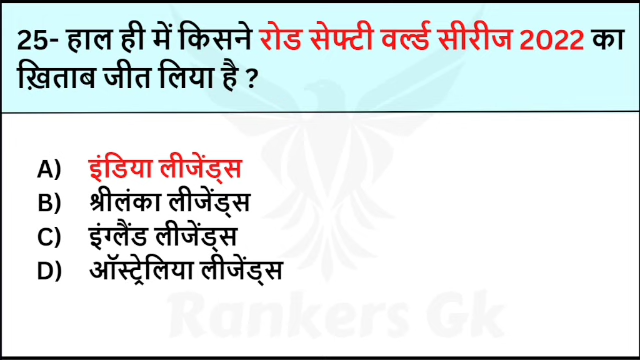 25- हाल ही में किसने रोड सेफ्टी वर्ल्ड सीरीज 2022 का
ख़िताब जीत लिया है ?
A) इंडिया लीजेंड्स
B) श्रीलंका लीजेंड्स
C) इंग्लैंड लीजेंड्स
D) ऑस्ट्रेलिया लीजेंड्स
Rankers Gk